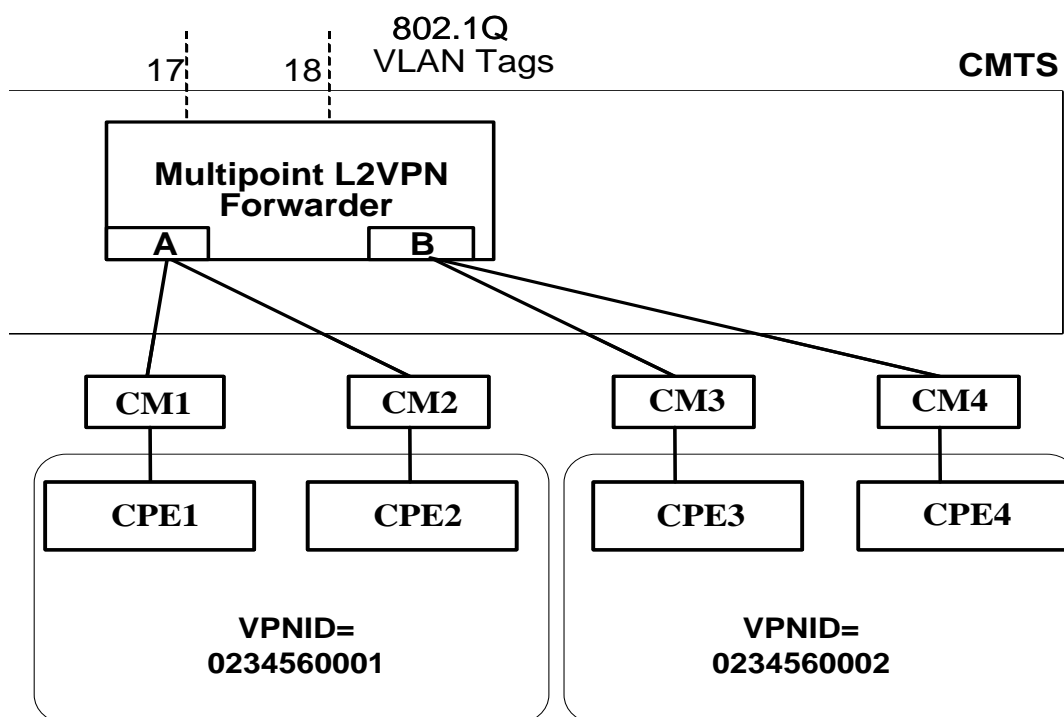 802.1Q
VLAN Tags
17
18
CMTS
Multipoint L2VPN
Forwarder
A
B
CM1
CM2
CM3
CM4
CPE1
CPE2
CPE3
CPE4
VPNID=
0234560001
VPNID=
0234560002